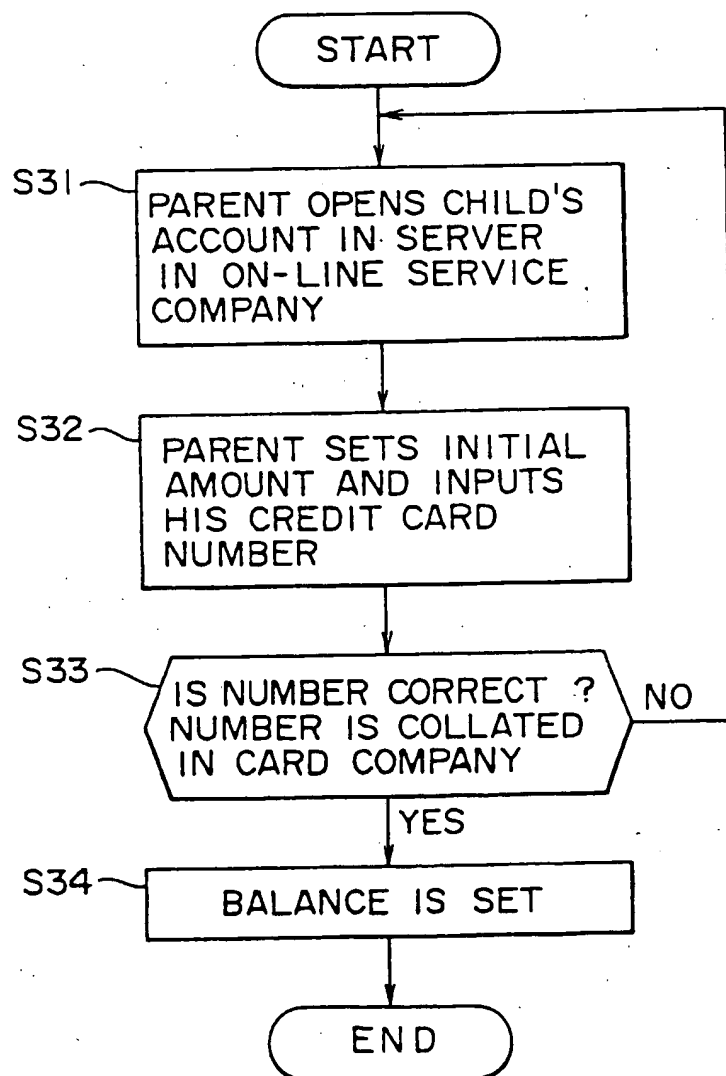 START
S31
PARENT OPENS CHILD'S
ACCOUNT IN SERVER
IN ON-LINE SERVICE
COMPANY
S32
PARENT SETS INITIAL
AMOUNT AND INPUTS
HIS CREDIT CARD
NUMBER
S33
IS NUMBER CORRECT ?
NUMBER IS COLLATED
IN CARD COMPANY
NO
YES
S34
BALANCE IS SET
END